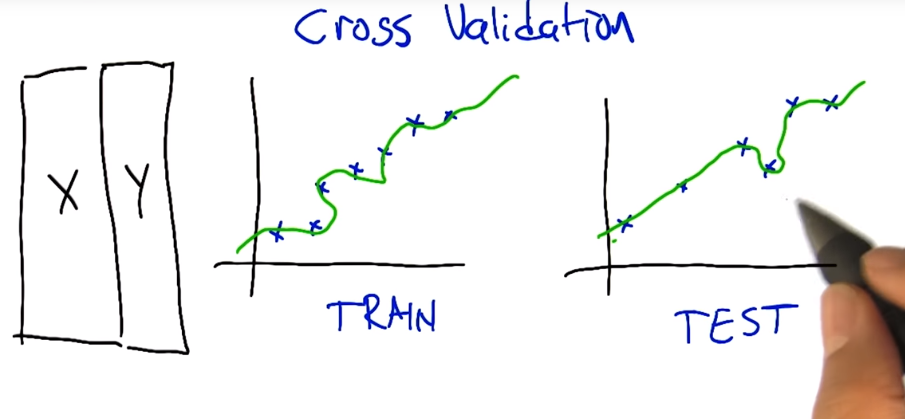 Cross Validation
X Y
TRAIN
TEST